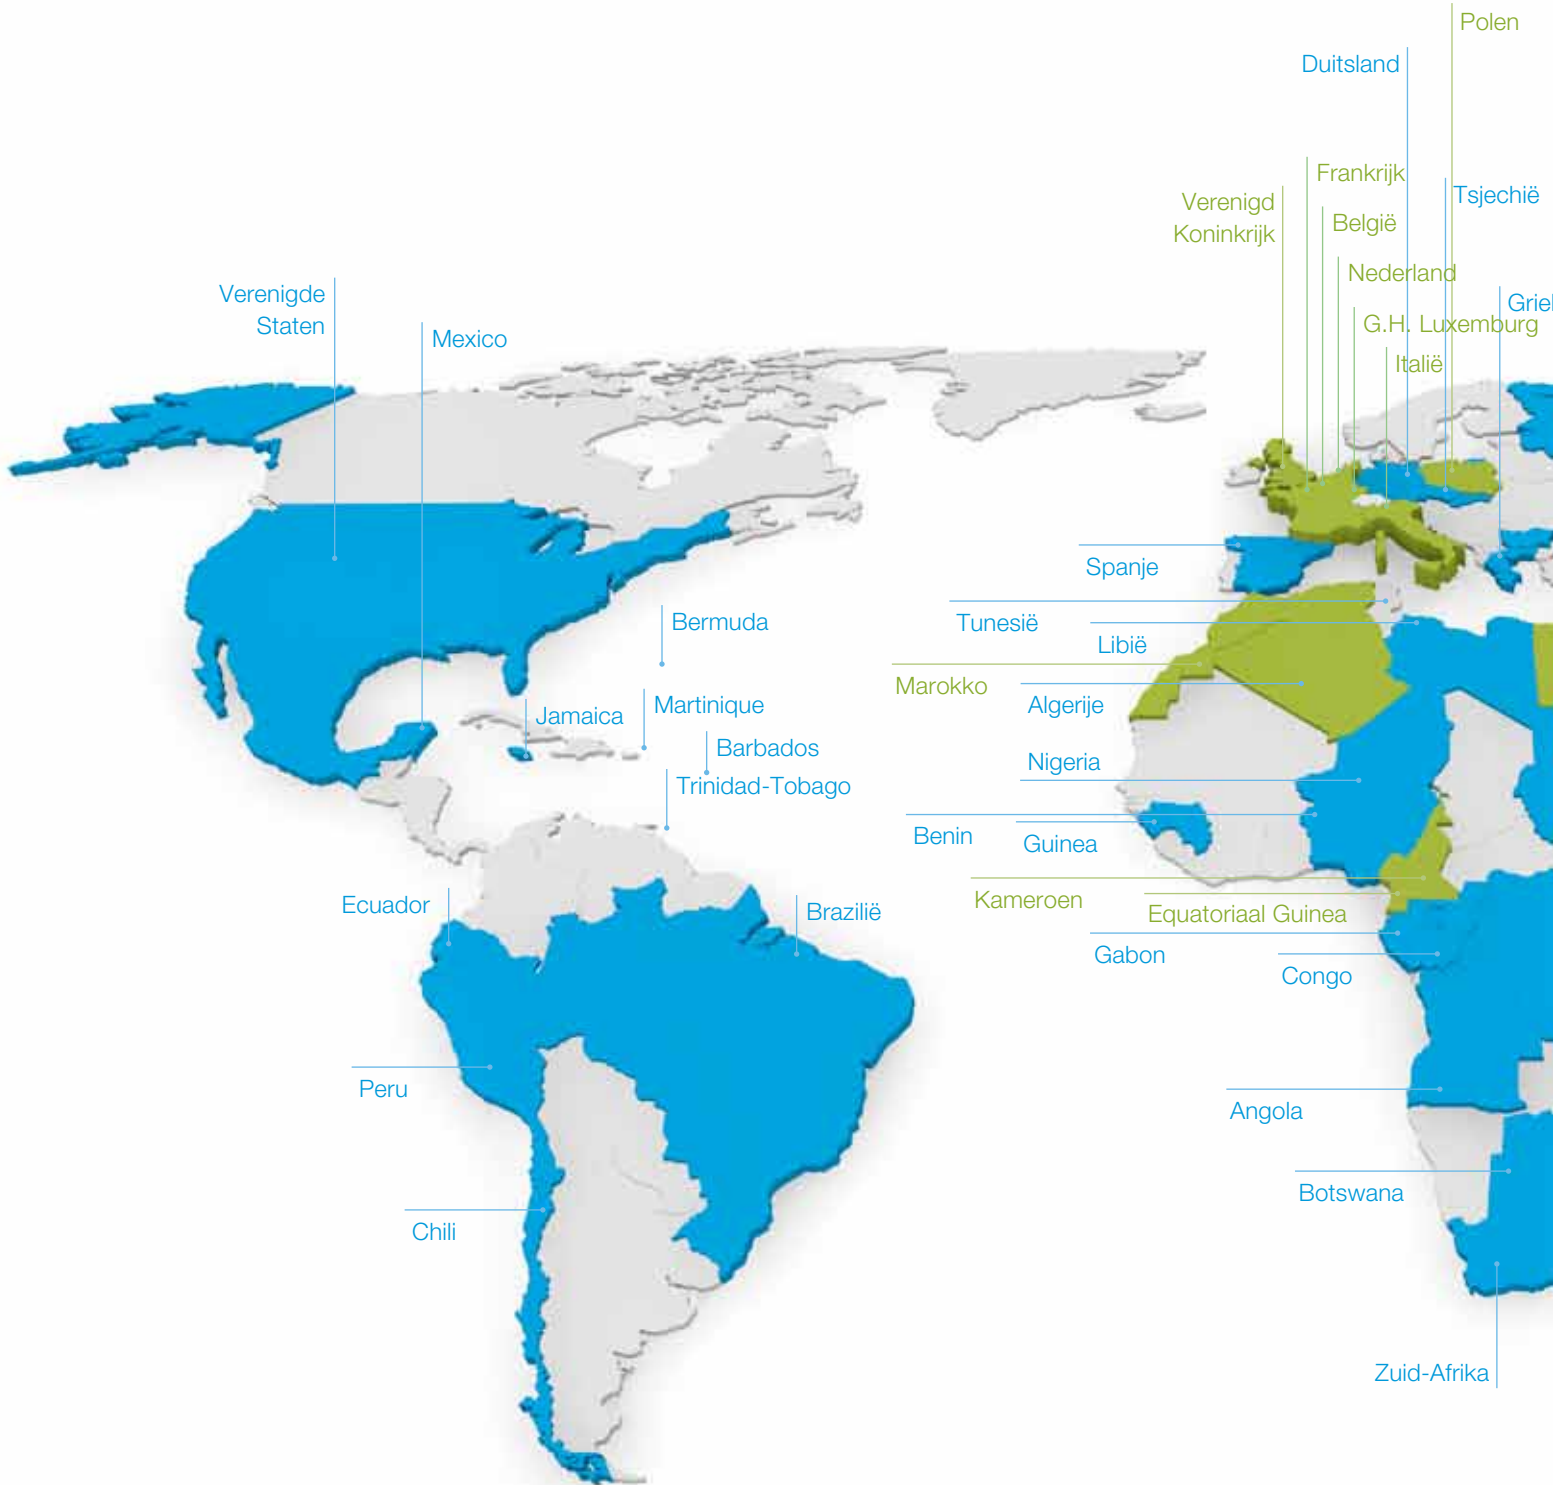 Polen
Duitsland
Frankrijk
Tsjechië
Verenigd
Koninkrijk
België
Nederland
Verenigde
Staten
G.H. Luxemburg
Mexico
Italië
Spanje
Bermuda
Tunesië
Libië
Marokko
Algerije
Jamaica
Martinique
Barbados
Nigeria
Trinidad-Tobago
Benin
Guinea
Kameroen
Ecuador
Brazilië
Equatoriaal Guinea
Gabon
Congo
Peru
Angola
Botswana
Chili
Zuid-Afrika